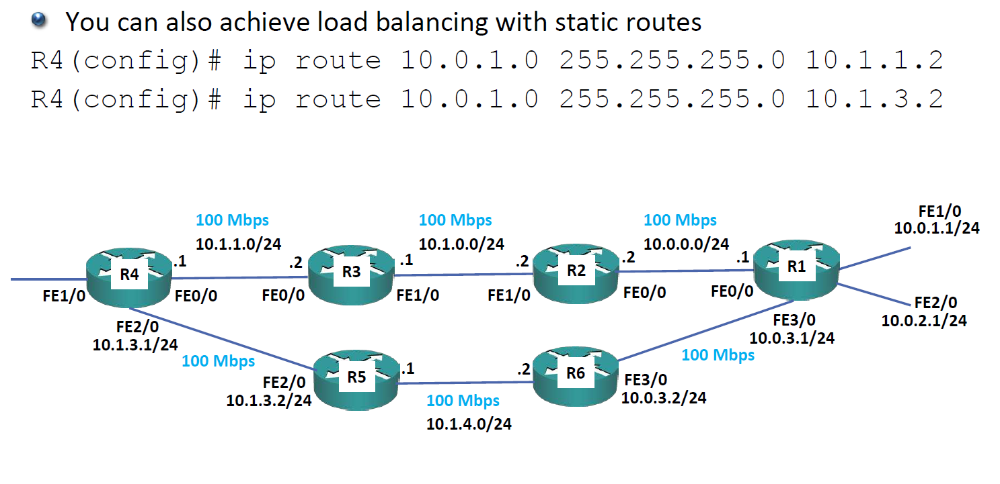 You can also achieve load balancing with static routes
R4(config)# ip route 10.0.1.0 255.255.255.0 10.1.1.2
R4(config)# ip route 10.0.1.0 255.255.255.0 10.1.3.2
FE1/0
10.0.1.1/24
100 Mbps
10.1.1.0/24
100 Mbps
10.1.0.0/24
100 Mbps
10.0.0.0/24
R4
.1
.2
R3
.1
.2
R2
.2
.1
R1
FE1/0
FE0/0
FE0/0
FE1/0
FE1/0
FE0/0
FE0/0
FE2/0
10.0.2.1/24
FE2/0
10.1.3.1/24
100 Mbps
FE3/0
10.0.3.1/24
100 Mbps
FE2/0
10.1.3.2/24
R5
.1
.2
R6
FE3/0
10.0.3.2/24
100 Mbps
10.1.4.0/24